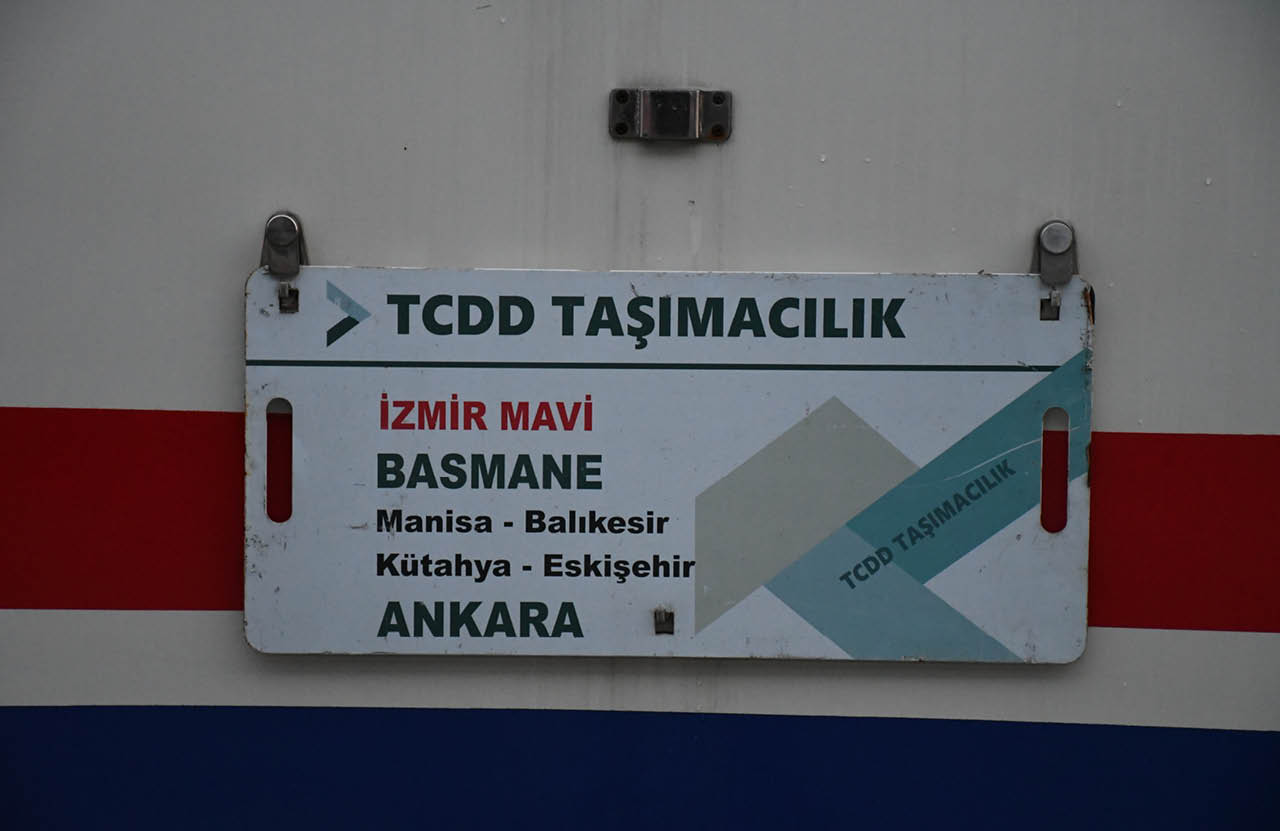 TCDD TAŞIMACILIK
İZMİR MAVİ
BASMANE
Manisa - Balıkesir
Kütahya - Eskişehir
ANKARA
TCDD TAŞIMACILIK